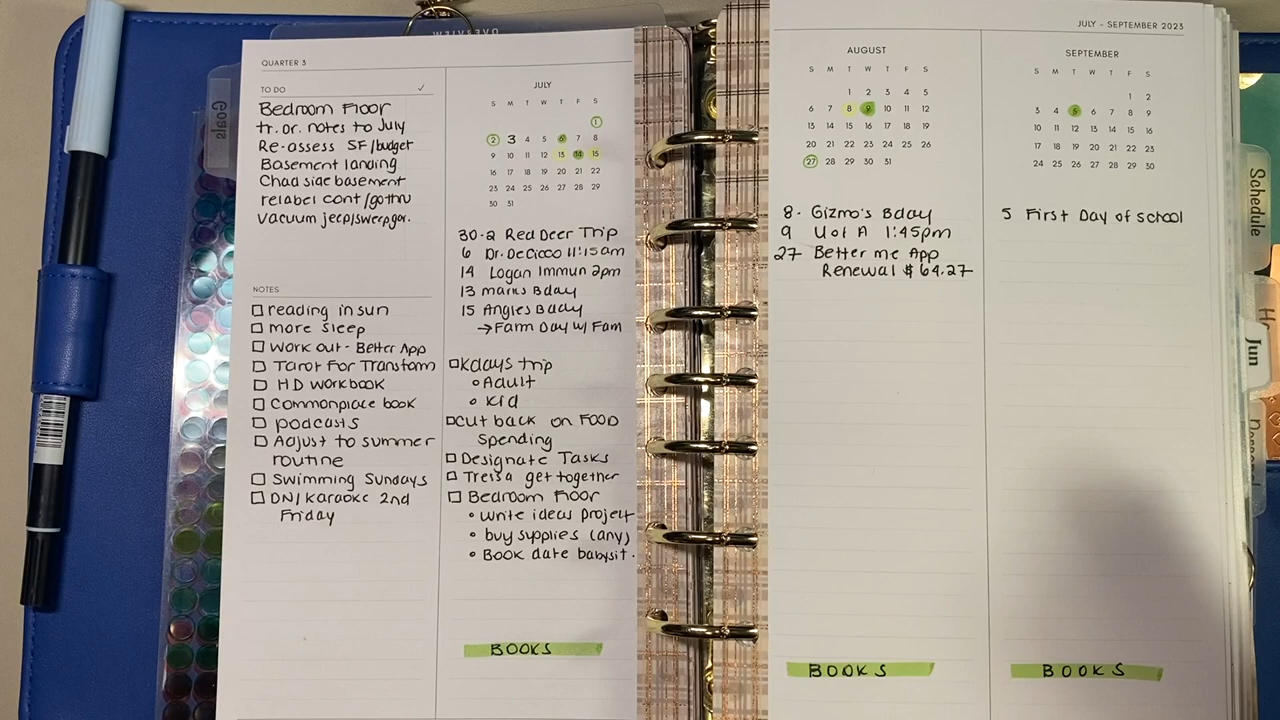 OVERVIEW
Goals
QUARTER 3
TO DO ✓
Bedroom Floor
tr. or. notes to July
Re-assess SF/budget
Basement landing
Chad side basement
relabel cont/go thru
vacuum jeep/sweep gar.
NOTES
☐ reading in sun
☐ more sleep
☐ work out - Better App
☐ Tarot For Transform
☐ HD workbook
☐ Commonplace book
☐ podcasts
☐ Adjust to summer
routine
☐ Swimming Sundays
☐ DN/karaoke 2nd
Friday
JULY
S M T W T F S
1
2 3 4 5 6 7 8
9 10 11 12 13 14 15
16 17 18 19 20 21 22
23 24 25 26 27 28 29
30 31
30-2 Red Deer Trip
6 Dr. DeCicco 11:15am
14 Logan Immun 2pm
13 mains Bday
15 Angies Bday
→ Farm Day w/ Fam
☐ Kdays trip
∘ Adult
∘ Kid
☐ cut back on FOOD
Spending
☐ Designate Tasks
☐ Tressa get together
☐ Bedroom Floor
∘ write ideas project
∘ buy supplies (any)
∘ Book date babysit.
BOOKS
JULY - SEPTEMBER 2023
AUGUST
S M T W T F S
1 2 3 4 5
6 7 8 9 10 11 12
13 14 15 16 17 18 19
20 21 22 23 24 25 26
27 28 29 30 31
8. Gizmo's Bday
9 U of A 1:45pm
27 Better me App
Renewal $64.27
BOOKS
SEPTEMBER
S M T W T F S
1 2
3 4 5 6 7 8 9
10 11 12 13 14 15 16
17 18 19 20 21 22 23
24 25 26 27 28 29 30
5 First Day of school
BOOKS
Schedule
Jun